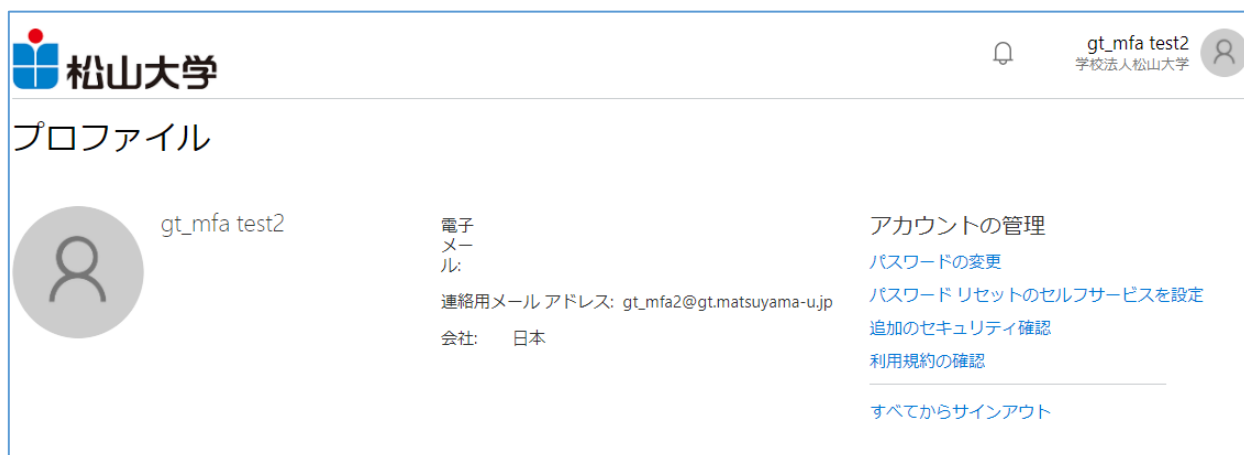 松山大学
gt_mfa test2
学校法人松山大学
プロファイル
gt_mfa test2
電子
メー
ル:
連絡用メール アドレス: gt_mfa2@gt.matsuyama-u.jp
会社: 日本
アカウントの管理
パスワードの変更
パスワード リセットのセルフサービスを設定
追加のセキュリティ確認
利用規約の確認
すべてからサインアウト